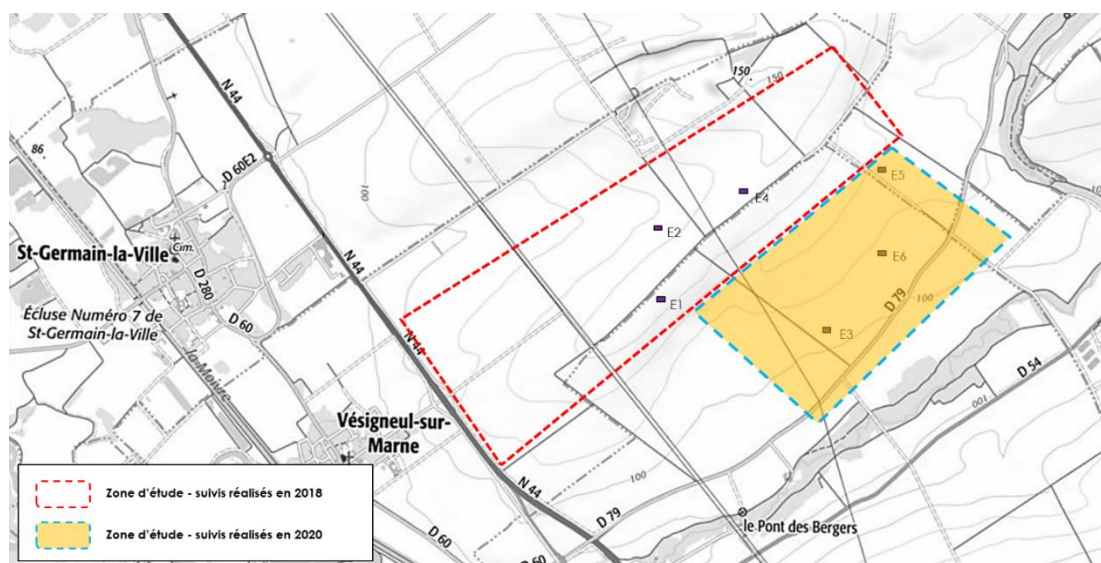 N 44
150
150
86
D 60E2
100
E5
E4
Cim.
St-Germain-la-Ville
E2
E6
D 280
N 44
D 79
100
E1
Écluse Numéro 7 de
St-Germain-la-Ville
D 60
N 44
E3
la Moivre
D 54
Vésigneul-sur-
Marne
100
100
N 44
D 79
le Pont des Bergers
D 60
D 60
Zone d'étude - suivis réalisés en 2018
Zone d'étude - suivis réalisés en 2020